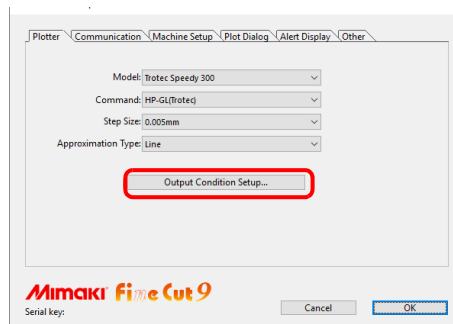 Plotter Communication Machine Setup Plot Dialog Alert Display Other
Model: Trotec Speedy 300
Command: HP-GL(Trotec)
Step Size: 0.005mm
Approximation Type: Line
Output Condition Setup...
Mimaki Fine Cut 9
Serial key:
Cancel OK